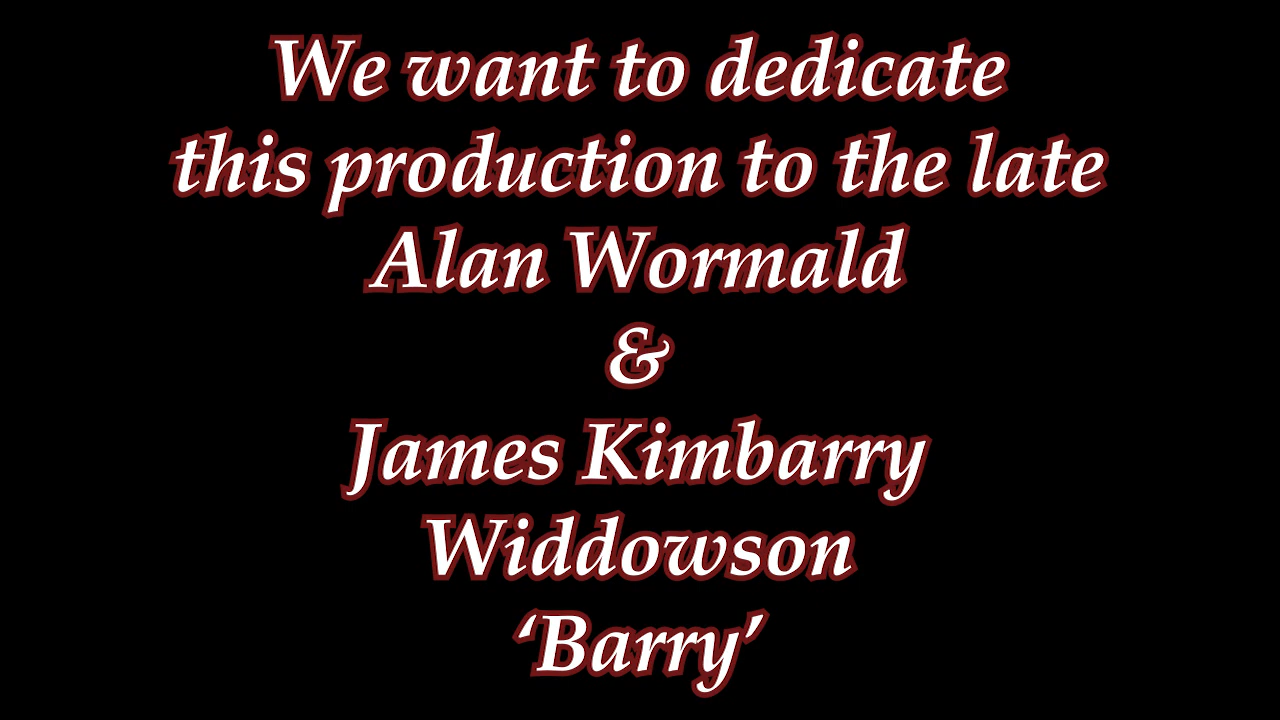 We want to dedicate
this production to the late
Alan Wormald
&
James Kimbarry
Widdowson
‘Barry’